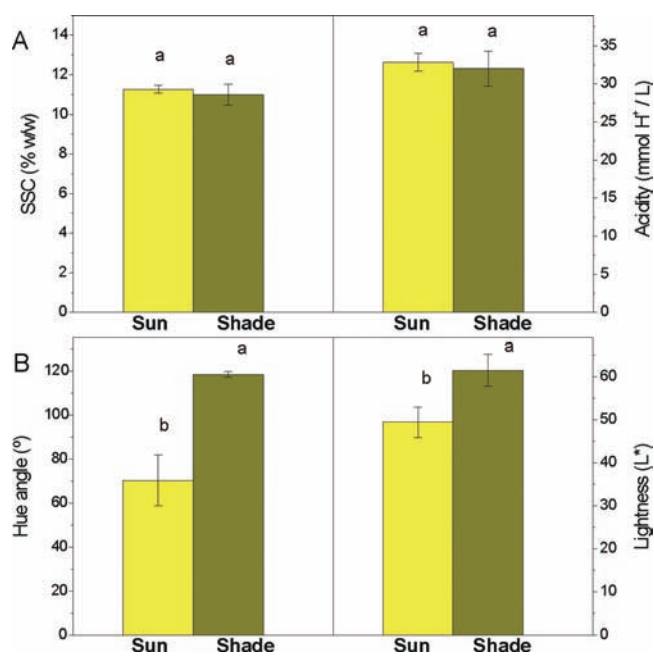 A
SSC (% w/w)
14
12
10
8
6
4
2
0
a
a
a
a
35
30
25
20
15
10
5
0
Acidity (mmol H⁺ / L)
Sun Shade Sun Shade
B
Hue angle (º)
120
100
80
60
40
20
0
b
a
b
a
60
50
40
30
20
10
0
Lightness (L*)
Sun Shade Sun Shade